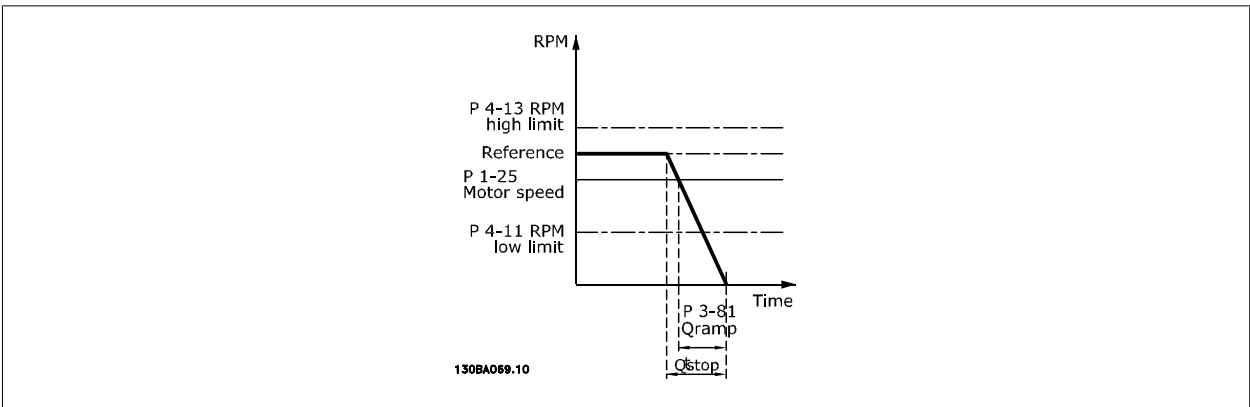 RPM
P 4-13 RPM
high limit
Reference
P 1-25
Motor speed
P 4-11 RPM
low limit
Time
P 3-81
Qramp
Qstop
130BA069.10